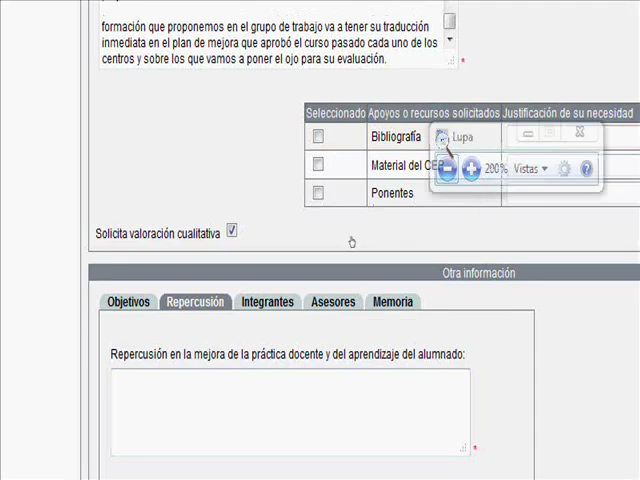 formación que proponemos en el grupo de trabajo va a tener su traducción
inmediata en el plan de mejora que aprobó el curso pasado cada uno de los
centros y sobre los que vamos a poner el ojo para su evaluación.
*
Seleccionado Apoyos o recursos solicitados Justificación de su necesidad
Bibliografía
Lupa
Material del CEP
200% Vistas
Ponentes
Solicita valoración cualitativa
Otra información
Objetivos Repercusión Integrantes Asesores Memoria
Repercusión en la mejora de la práctica docente y del aprendizaje del alumnado:
*